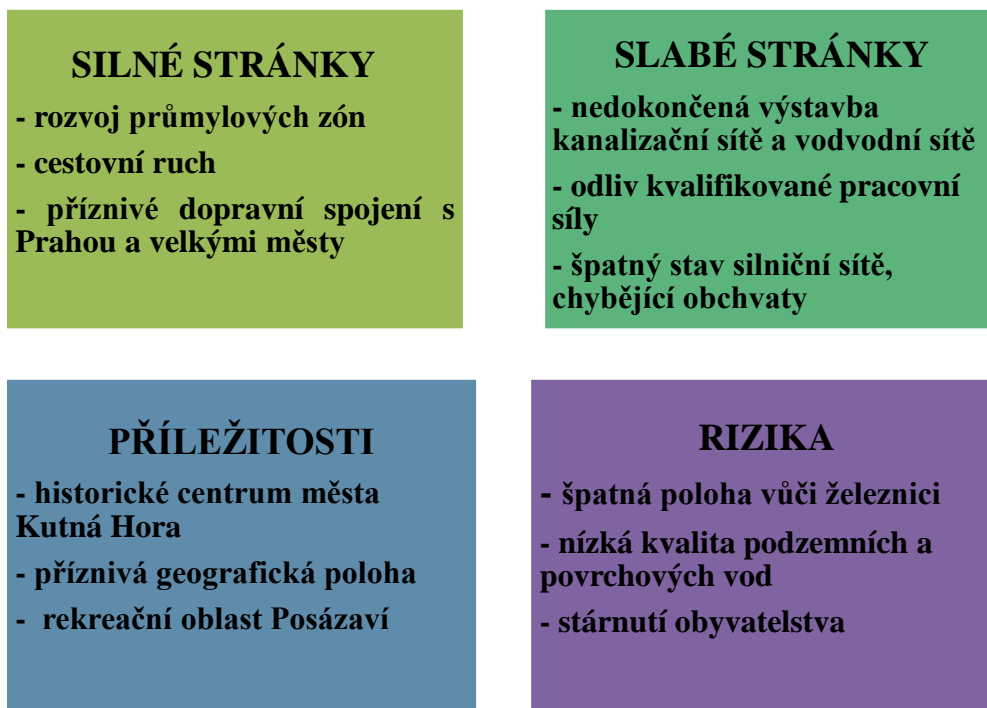 SILNÉ STRÁNKY
- rozvoj průmylových zón
- cestovní ruch
- příznivé dopravní spojení s
Prahou a velkými městy
SLABÉ STRÁNKY
- nedokončená výstavba
kanalizační sítě a vodvodní sítě
- odliv kvalifikované pracovní
síly
- špatný stav silniční sítě,
chybějící obchvaty
PŘÍLEŽITOSTI
- historické centrum města
Kutná Hora
- příznivá geografická poloha
- rekreační oblast Posázaví
RIZIKA
- špatná poloha vůči železnici
- nízká kvalita podzemních a
povrchových vod
- stárnutí obyvatelstva